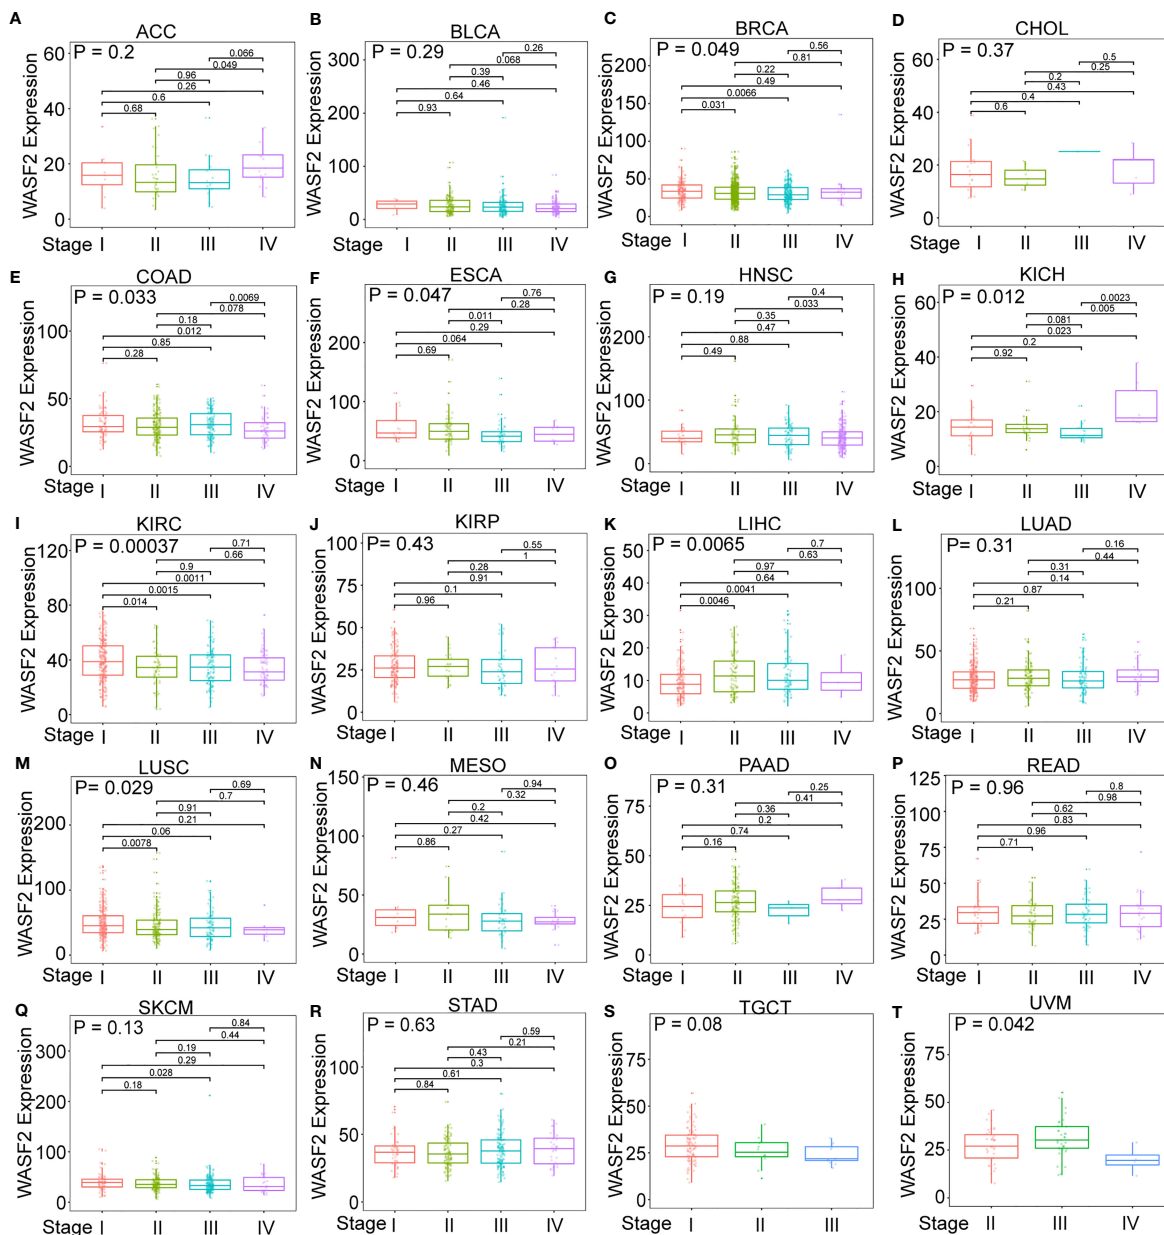 A
ACC
P = 0.2
WASF2 Expression
60
40
20
0
0.066
0.049
0.96
0.26
0.6
0.68
Stage I II III IV
B
BLCA
P = 0.29
WASF2 Expression
300
200
100
0
0.26
0.068
0.39
0.46
0.64
0.93
Stage I II III IV
C
BRCA
P = 0.049
WASF2 Expression
200
150
100
50
0
0.56
0.81
0.22
0.49
0.0066
0.031
Stage I II III IV
D
CHOL
P = 0.37
WASF2 Expression
60
40
20
0
0.5
0.25
0.2
0.43
0.4
0.6
Stage I II III IV
E
COAD
P = 0.033
WASF2 Expression
100
50
0
0.0069
0.078
0.18
0.012
0.85
0.28
Stage I II III IV
F
ESCA
P = 0.047
WASF2 Expression
200
100
0
0.76
0.28
0.011
0.29
0.064
0.69
Stage I II III IV
G
HNSC
P = 0.19
WASF2 Expression
200
100
0
0.4
0.033
0.35
0.47
0.88
0.49
Stage I II III IV
H
KICH
P = 0.012
WASF2 Expression
60
40
20
0
0.0023
0.005
0.081
0.023
0.2
0.92
Stage I II III IV
I
KIRC
P = 0.00037
WASF2 Expression
120
80
40
0
0.71
0.66
0.9
0.0011
0.0015
0.014
Stage I II III IV
J
KIRP
P= 0.43
WASF2 Expression
100
75
50
25
0
0.55
1
0.28
0.91
0.1
0.96
Stage I II III IV
K
LIHC
P = 0.0065
WASF2 Expression
50
40
30
20
10
0
0.7
0.63
0.97
0.64
0.0041
0.0046
Stage I II III IV
L
LUAD
P= 0.31
WASF2 Expression
100
50
0
0.16
0.44
0.31
0.14
0.87
0.21
Stage I II III IV
M
LUSC
P= 0.029
WASF2 Expression
200
100
0
0.69
0.7
0.91
0.21
0.06
0.0078
Stage I II III IV
N
MESO
P = 0.46
WASF2 Expression
150
100
50
0
0.94
0.32
0.2
0.42
0.27
0.86
Stage I II III IV
O
PAAD
P = 0.31
WASF2 Expression
75
50
25
0
0.25
0.41
0.36
0.2
0.74
0.16
Stage I II III IV
P
READ
P = 0.96
WASF2 Expression
125
100
75
50
25
0
0.8
0.98
0.62
0.83
0.96
0.71
Stage I II III IV
Q
SKCM
P = 0.13
WASF2 Expression
300
200
100
0
0.84
0.44
0.19
0.29
0.028
0.18
Stage I II III IV
R
STAD
P = 0.63
WASF2 Expression
100
50
0
0.59
0.21
0.43
0.3
0.61
0.84
Stage I II III IV
S
TGCT
P = 0.08
WASF2 Expression
75
50
25
0
Stage I II III
T
UVM
P = 0.042
WASF2 Expression
75
50
25
0
Stage II III IV